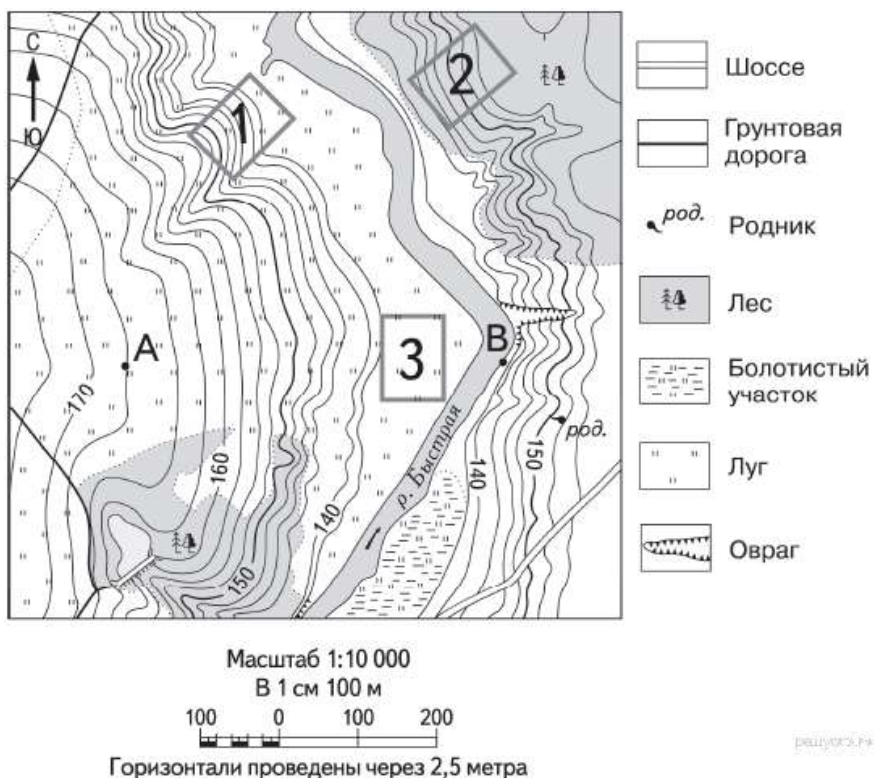 С
Ю
1
2
3
А
В
170
160
150
140
140
150
род.
р. Быстрая
Шоссе
Грунтовая
дорога
род.
Родник
Лес
Болотистый
участок
Луг
Овраг
Масштаб 1:10 000
В 1 см 100 м
100 0 100 200
Горизонтали проведены через 2,5 метра